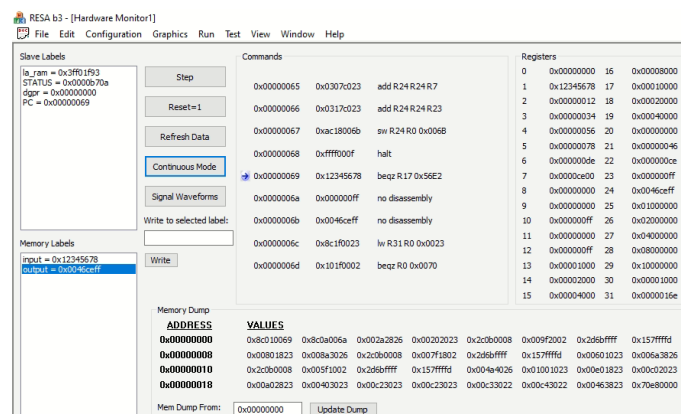 RESA b3 - [Hardware Monitor1]
File Edit Configuration Graphics Run Test View Window Help
Slave Labels
la_ram = 0x3ff01f93
STATUS = 0x0000b70a
dgpr = 0x00000000
PC = 0x00000069
Step
Reset=1
Refresh Data
Continuous Mode
Signal Waveforms
Write to selected label:
Write
Memory Labels
input = 0x12345678
output = 0x0046ceff
Commands
0x00000065 0x0307c023 add R24 R24 R7
0x00000066 0x0317c023 add R24 R24 R23
0x00000067 0xac18006b sw R24 R0 0x006B
0x00000068 0xffff000f halt
0x00000069 0x12345678 beqz R17 0x56E2
0x0000006a 0x000000ff no disassembly
0x0000006b 0x0046ceff no disassembly
0x0000006c 0x8c1f0023 lw R31 R0 0x0023
0x0000006d 0x101f0002 beqz R0 0x0070
Registers
0 0x00000000 16 0x00008000
1 0x12345678 17 0x00010000
2 0x00000012 18 0x00020000
3 0x00000034 19 0x00040000
4 0x00000056 20 0x00000000
5 0x00000078 21 0x00000046
6 0x000000de 22 0x000000ce
7 0x0000ce00 23 0x000000ff
8 0x00000000 24 0x0046ceff
9 0x00000000 25 0x01000000
10 0x000000ff 26 0x02000000
11 0x00000000 27 0x04000000
12 0x000000ff 28 0x08000000
13 0x00001000 29 0x10000000
14 0x00002000 30 0x00001000
15 0x00004000 31 0x0000016e
Memory Dump
ADDRESS VALUES
0x00000000 0x8c010069 0x8c0a006a 0x002a2826 0x00202023 0x2c0b0008 0x009f2002 0x2d6bffff 0x157ffffd
0x00000008 0x00801823 0x008a3026 0x2c0b0008 0x007f1802 0x2d6bffff 0x157ffffd 0x00601023 0x006a3826
0x00000010 0x2c0b0008 0x005f1002 0x2d6bffff 0x157ffffd 0x004a4026 0x01001023 0x00e01823 0x00c02023
0x00000018 0x00a02823 0x00403023 0x00c23023 0x00c23023 0x00c33022 0x00c43022 0x00463823 0x70e80000
Mem Dump From: 0x00000000 Update Dump